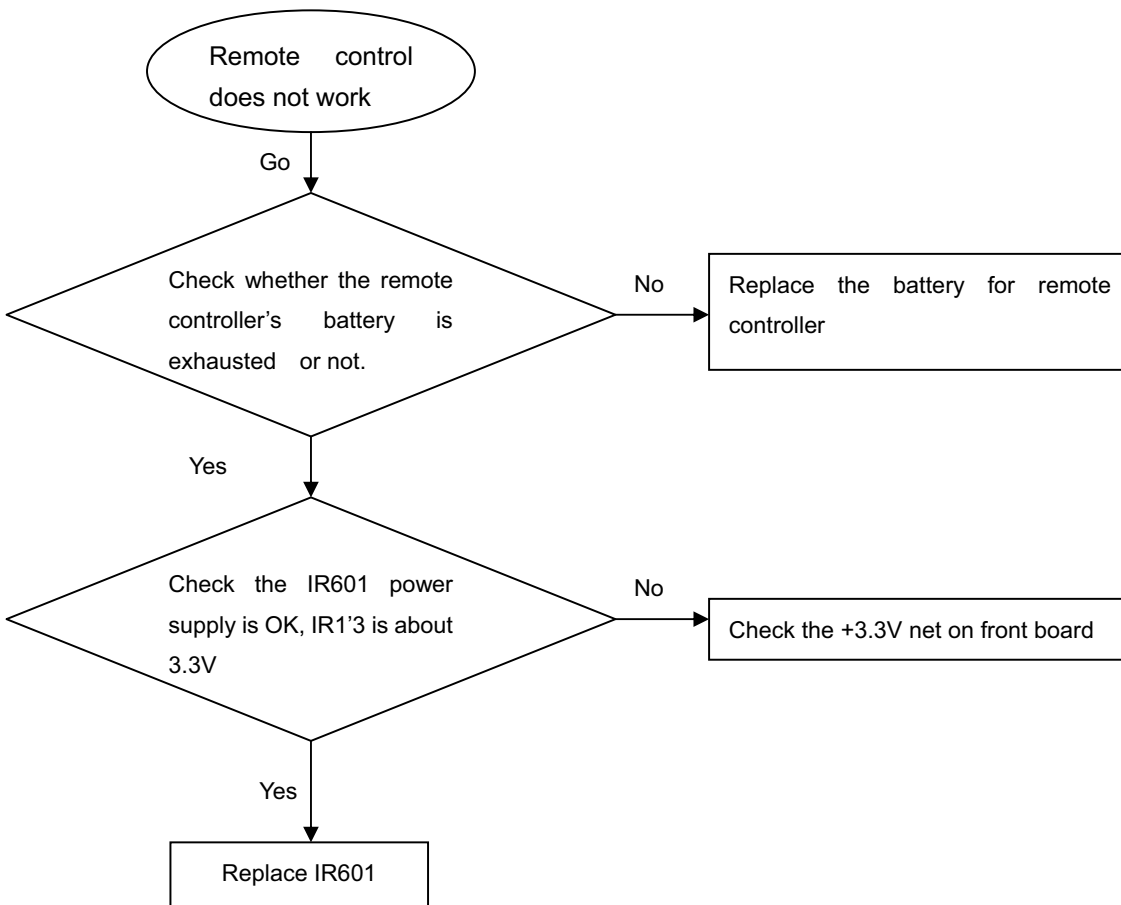 Remote control
does not work
Go
Check whether the remote
controller’s battery is
exhausted or not.
No
Replace the battery for remote
controller
Yes
Check the IR601 power
supply is OK, IR1’3 is about
3.3V
No
Check the +3.3V net on front board
Yes
Replace IR601